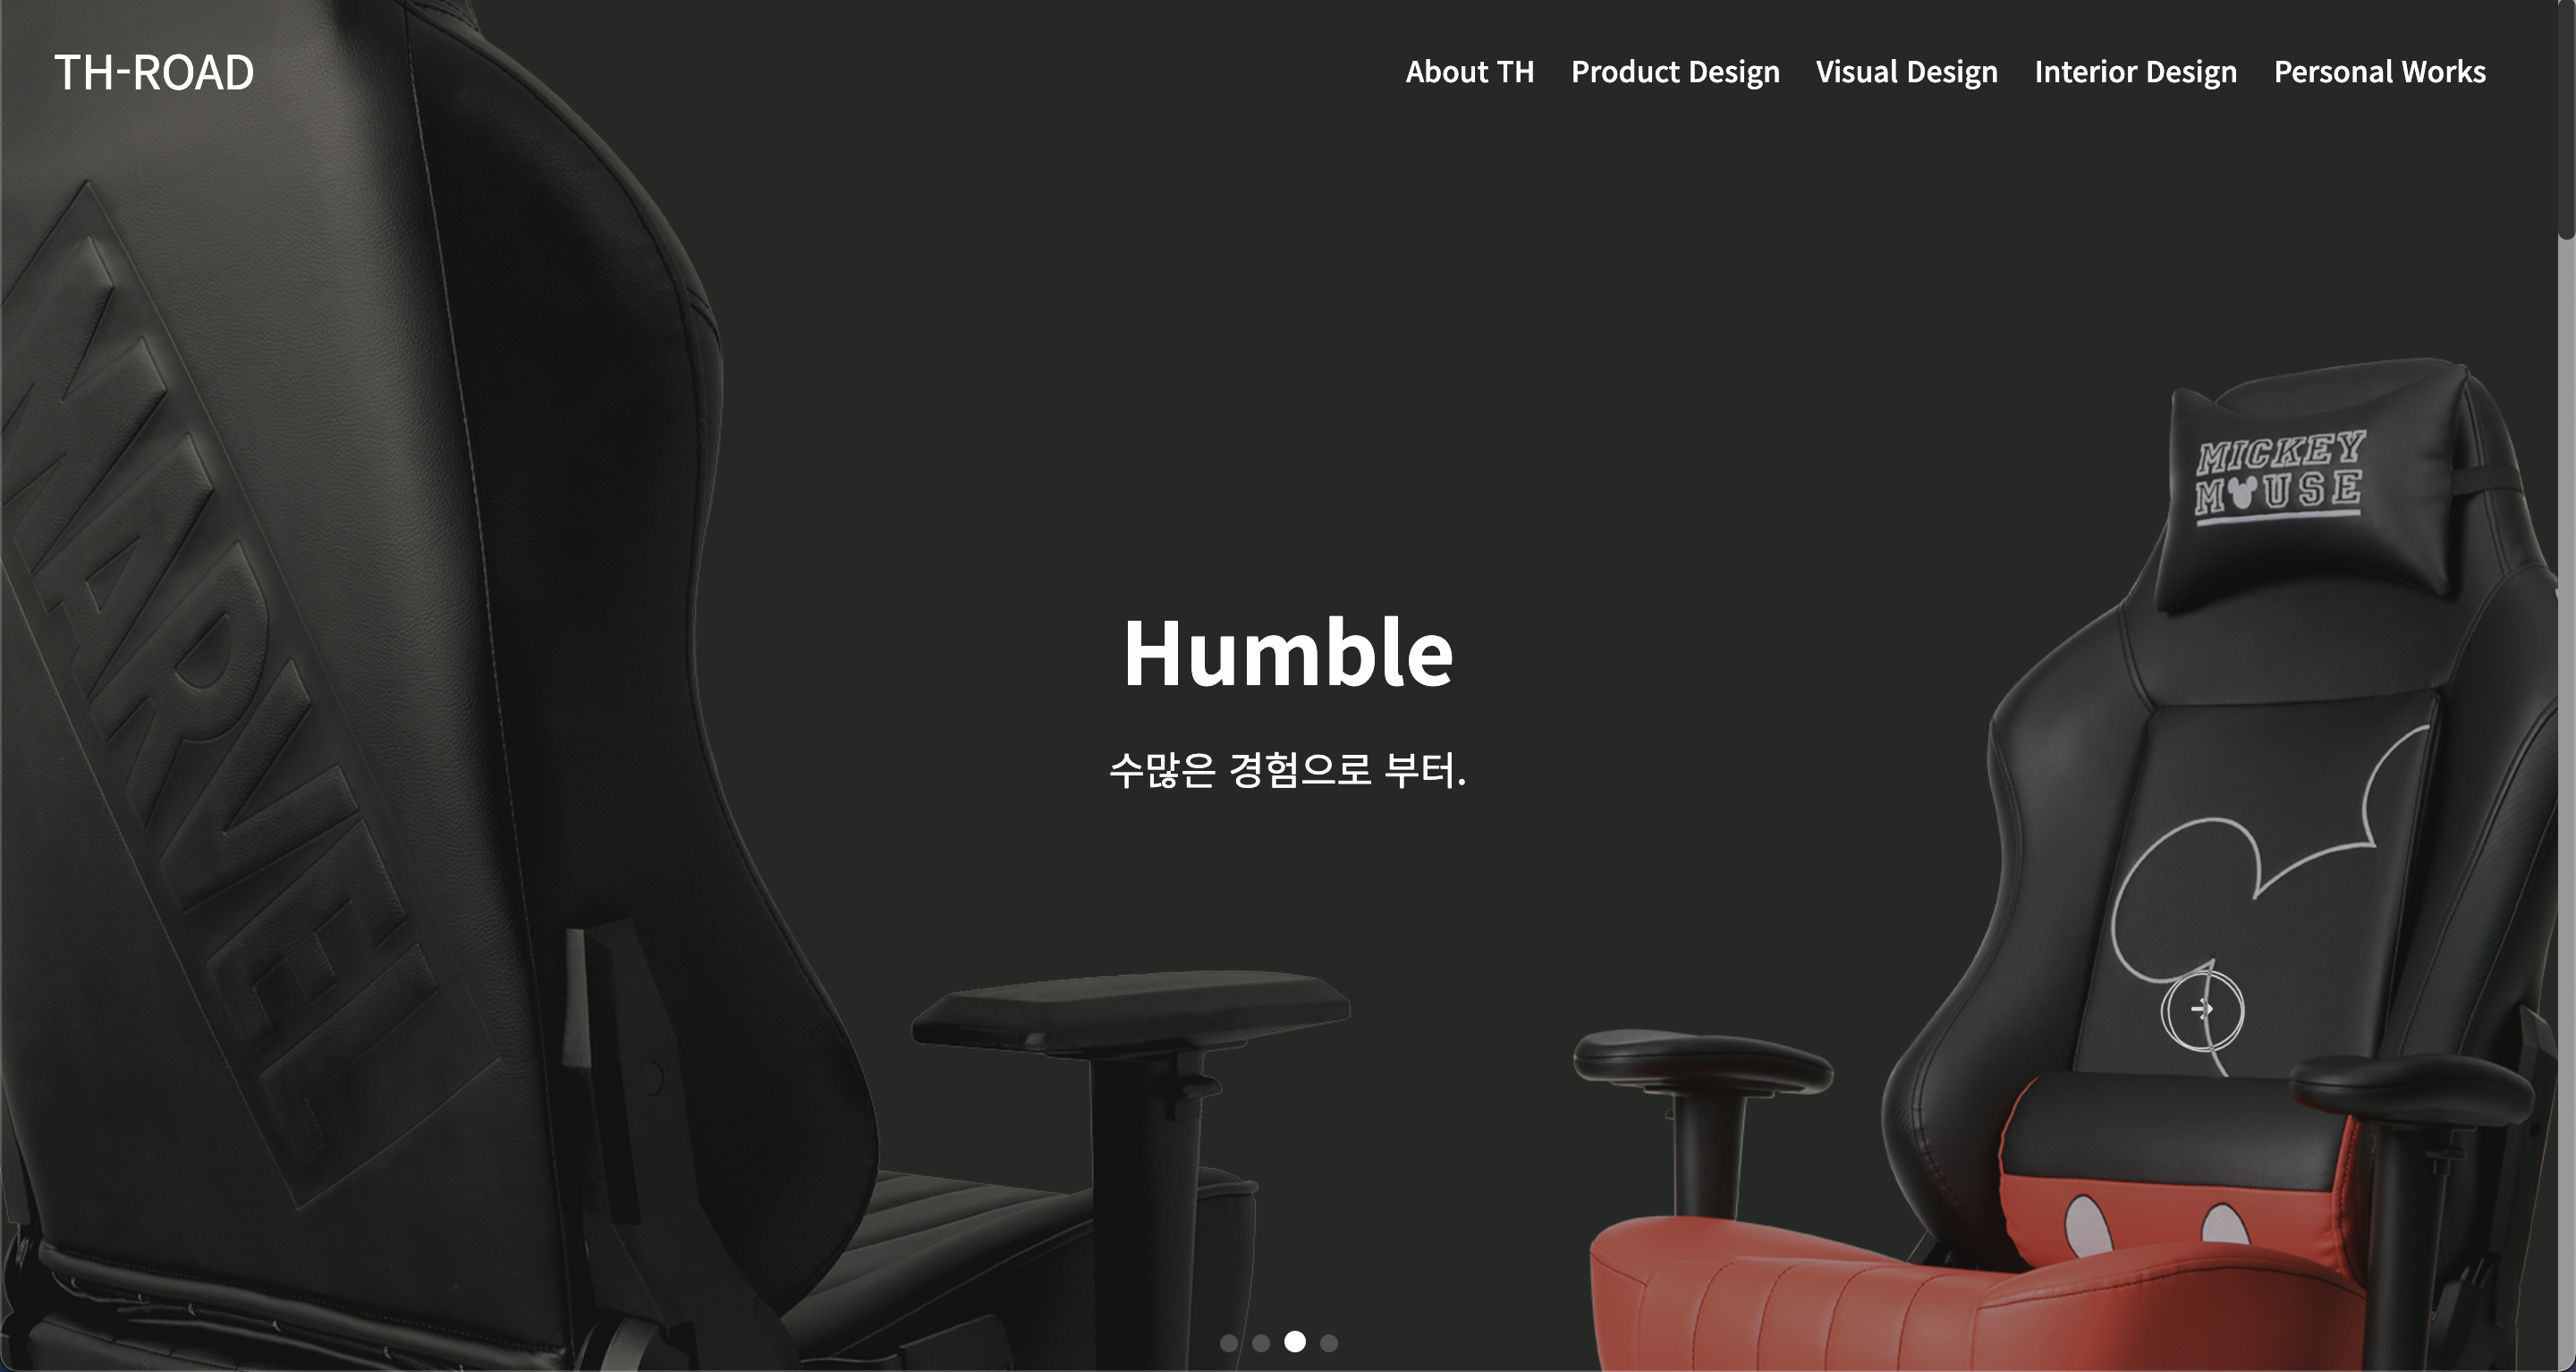 TH-ROAD
About TH
Product Design
Visual Design
Interior Design
Personal Works
MARVEL
MICKEY
MOUSE
Humble
수많은 경험으로 부터.